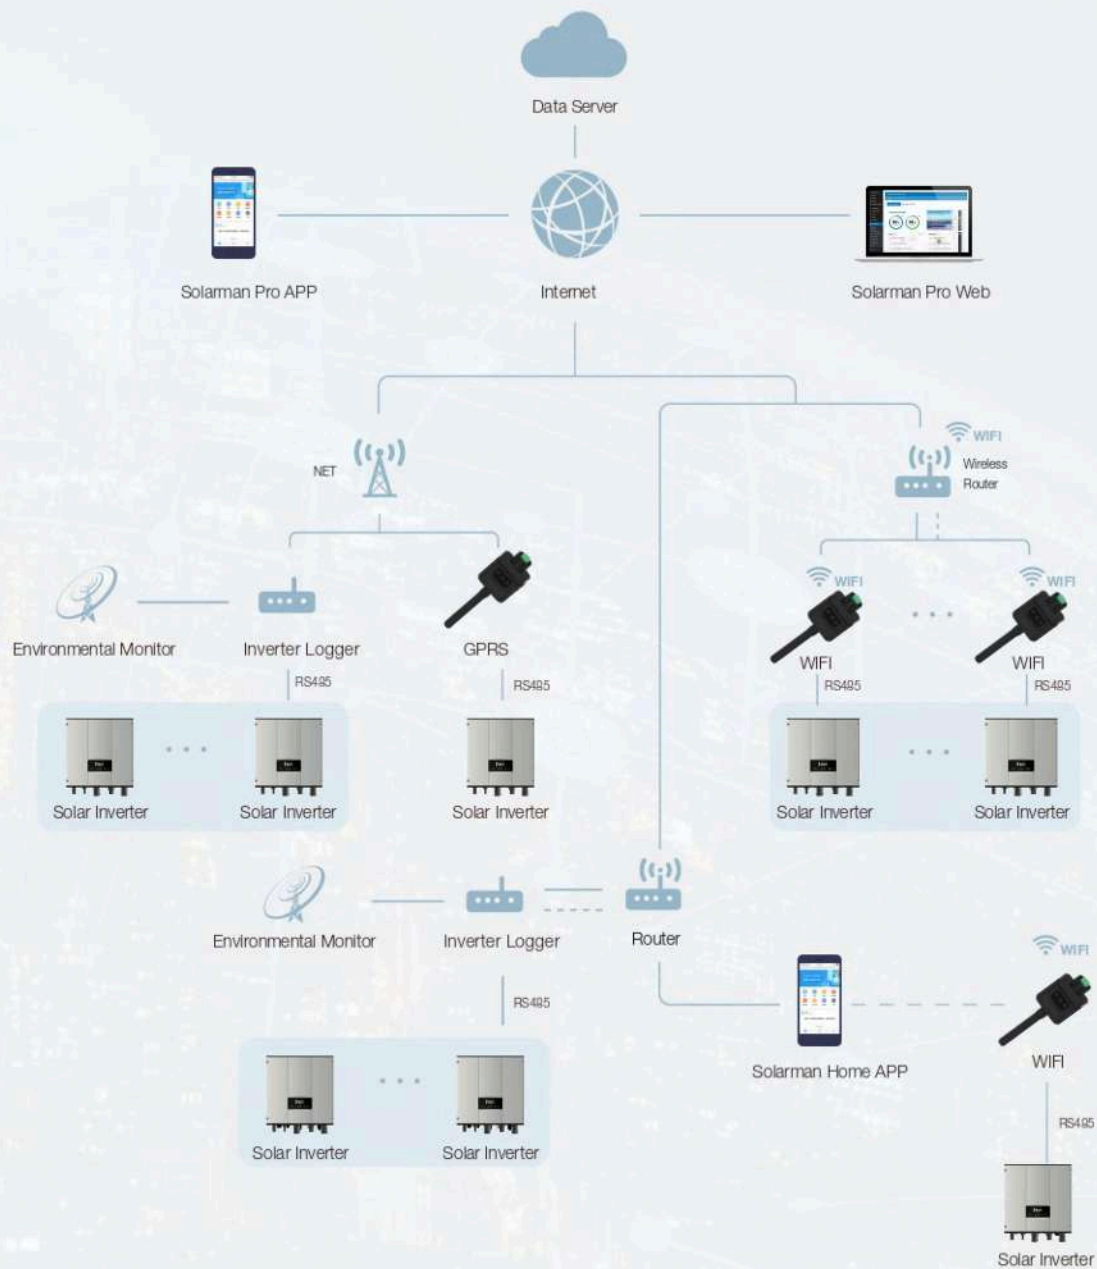 Data Server
Solarman Pro APP
Internet
Solarman Pro Web
NET
WIFI
Wireless
Router
WIFI
WIFI
Environmental Monitor
Inverter Logger
GPRS
WIFI
WIFI
RS485
RS485
RS485
RS485
Solar Inverter
Solar Inverter
Solar Inverter
Solar Inverter
Solar Inverter
Environmental Monitor
Inverter Logger
Router
WIFI
RS485
Solarman Home APP
WIFI
RS485
Solar Inverter
Solar Inverter
Solar Inverter